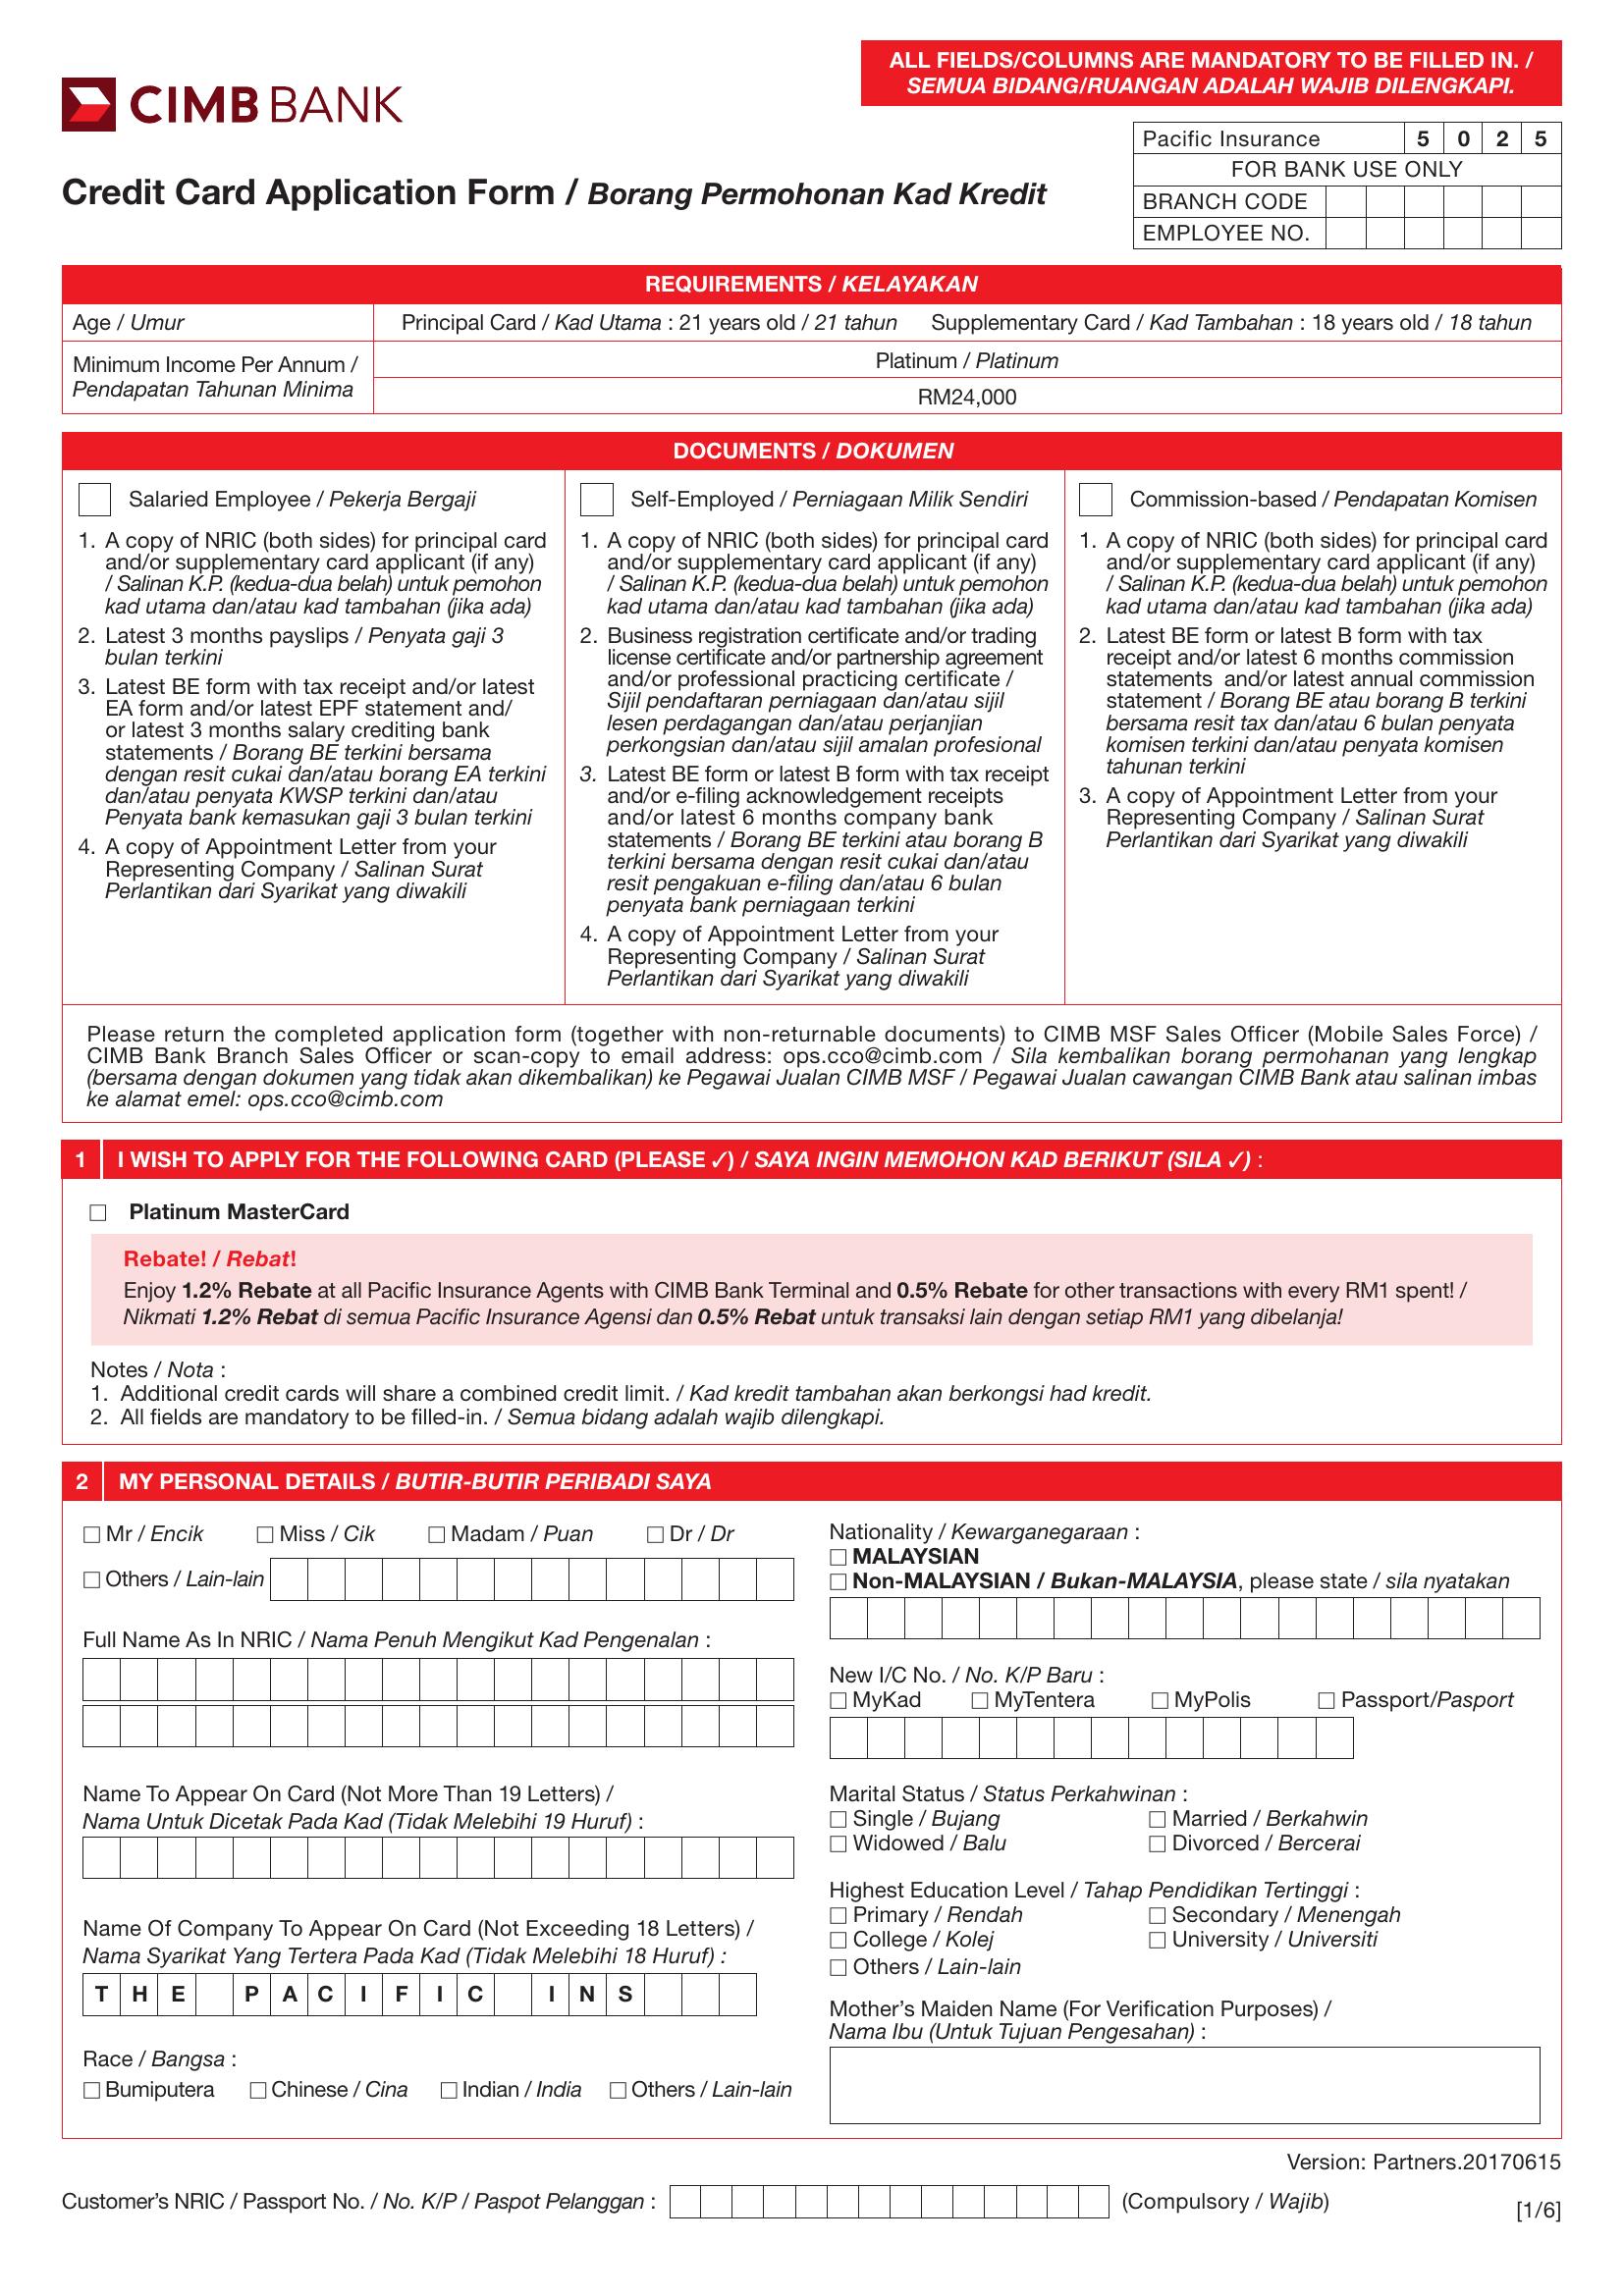 ALL FIELDS/COLUMNS ARE MANDATORY TO BE FILLED IN. /
SEMUA BIDANG/RUANGAN ADALAH WAJIB DILENGKAPI.
CIMB BANK
Pacific Insurance 5 0 2 5
FOR BANK USE ONLY
BRANCH CODE
EMPLOYEE NO.
Credit Card Application Form / Borang Permohonan Kad Kredit
REQUIREMENTS / KELAYAKAN
Age / Umur
Principal Card / Kad Utama : 21 years old / 21 tahun Supplementary Card / Kad Tambahan : 18 years old / 18 tahun
Minimum Income Per Annum /
Pendapatan Tahunan Minima
Platinum / Platinum
RM24,000
DOCUMENTS / DOKUMEN
Salaried Employee / Pekerja Bergaji
1. A copy of NRIC (both sides) for principal card
and/or supplementary card applicant (if any)
/ Salinan K.P. (kedua-dua belah) untuk pemohon
kad utama dan/atau kad tambahan (jika ada)
2. Latest 3 months payslips / Penyata gaji 3
bulan terkini
3. Latest BE form with tax receipt and/or latest
EA form and/or latest EPF statement and/
or latest 3 months salary crediting bank
statements / Borang BE terkini bersama
dengan resit cukai dan/atau borang EA terkini
dan/atau penyata KWSP terkini dan/atau
Penyata bank kemasukan gaji 3 bulan terkini
4. A copy of Appointment Letter from your
Representing Company / Salinan Surat
Perlantikan dari Syarikat yang diwakili
Self-Employed / Perniagaan Milik Sendiri
1. A copy of NRIC (both sides) for principal card
and/or supplementary card applicant (if any)
/ Salinan K.P. (kedua-dua belah) untuk pemohon
kad utama dan/atau kad tambahan (jika ada)
2. Business registration certificate and/or trading
license certificate and/or partnership agreement
and/or professional practicing certificate /
Sijil pendaftaran perniagaan dan/atau sijil
lesen perdagangan dan/atau perjanjian
perkongsian dan/atau sijil amalan profesional
3. Latest BE form or latest B form with tax receipt
and/or e-filing acknowledgement receipts
and/or latest 6 months company bank
statements / Borang BE terkini atau borang B
terkini bersama dengan resit cukai dan/atau
resit pengakuan e-filing dan/atau 6 bulan
penyata bank perniagaan terkini
4. A copy of Appointment Letter from your
Representing Company / Salinan Surat
Perlantikan dari Syarikat yang diwakili
Commission-based / Pendapatan Komisen
1. A copy of NRIC (both sides) for principal card
and/or supplementary card applicant (if any)
/ Salinan K.P. (kedua-dua belah) untuk pemohon
kad utama dan/atau kad tambahan (jika ada)
2. Latest BE form or latest B form with tax
receipt and/or latest 6 months commission
statements and/or latest annual commission
statement / Borang BE atau borang B terkini
bersama resit tax dan/atau 6 bulan penyata
komisen terkini dan/atau penyata komisen
tahunan terkini
3. A copy of Appointment Letter from your
Representing Company / Salinan Surat
Perlantikan dari Syarikat yang diwakili
Please return the completed application form (together with non-returnable documents) to CIMB MSF Sales Officer (Mobile Sales Force) /
CIMB Bank Branch Sales Officer or scan-copy to email address: ops.cco@cimb.com / Sila kembalikan borang permohanan yang lengkap
(bersama dengan dokumen yang tidak akan dikembalikan) ke Pegawai Jualan CIMB MSF / Pegawai Jualan cawangan CIMB Bank atau salinan imbas
ke alamat emel: ops.cco@cimb.com
1 I WISH TO APPLY FOR THE FOLLOWING CARD (PLEASE ✓) / SAYA INGIN MEMOHON KAD BERIKUT (SILA ✓) :
Platinum MasterCard
Rebate! / Rebat!
Enjoy 1.2% Rebate at all Pacific Insurance Agents with CIMB Bank Terminal and 0.5% Rebate for other transactions with every RM1 spent! /
Nikmati 1.2% Rebat di semua Pacific Insurance Agensi dan 0.5% Rebat untuk transaksi lain dengan setiap RM1 yang dibelanja!
Notes / Nota :
1. Additional credit cards will share a combined credit limit. / Kad kredit tambahan akan berkongsi had kredit.
2. All fields are mandatory to be filled-in. / Semua bidang adalah wajib dilengkapi.
2 MY PERSONAL DETAILS / BUTIR-BUTIR PERIBADI SAYA
Mr / Encik Miss / Cik Madam / Puan Dr / Dr
Others / Lain-lain
Full Name As In NRIC / Nama Penuh Mengikut Kad Pengenalan :
Name To Appear On Card (Not More Than 19 Letters) /
Nama Untuk Dicetak Pada Kad (Tidak Melebihi 19 Huruf) :
Name Of Company To Appear On Card (Not Exceeding 18 Letters) /
Nama Syarikat Yang Tertera Pada Kad (Tidak Melebihi 18 Huruf) :
THE PACIFIC INS
Race / Bangsa :
Bumiputera Chinese / Cina Indian / India Others / Lain-lain
Nationality / Kewarganegaraan :
MALAYSIAN
Non-MALAYSIAN / Bukan-MALAYSIA, please state / sila nyatakan
New I/C No. / No. K/P Baru :
MyKad MyTentera MyPolis Passport/Pasport
Marital Status / Status Perkahwinan :
Single / Bujang Married / Berkahwin
Widowed / Balu Divorced / Bercerai
Highest Education Level / Tahap Pendidikan Tertinggi :
Primary / Rendah Secondary / Menengah
College / Kolej University / Universiti
Others / Lain-lain
Mother's Maiden Name (For Verification Purposes) /
Nama Ibu (Untuk Tujuan Pengesahan) :
Version: Partners.20170615
Customer's NRIC / Passport No. / No. K/P / Paspot Pelanggan : (Compulsory / Wajib)
[1/6]